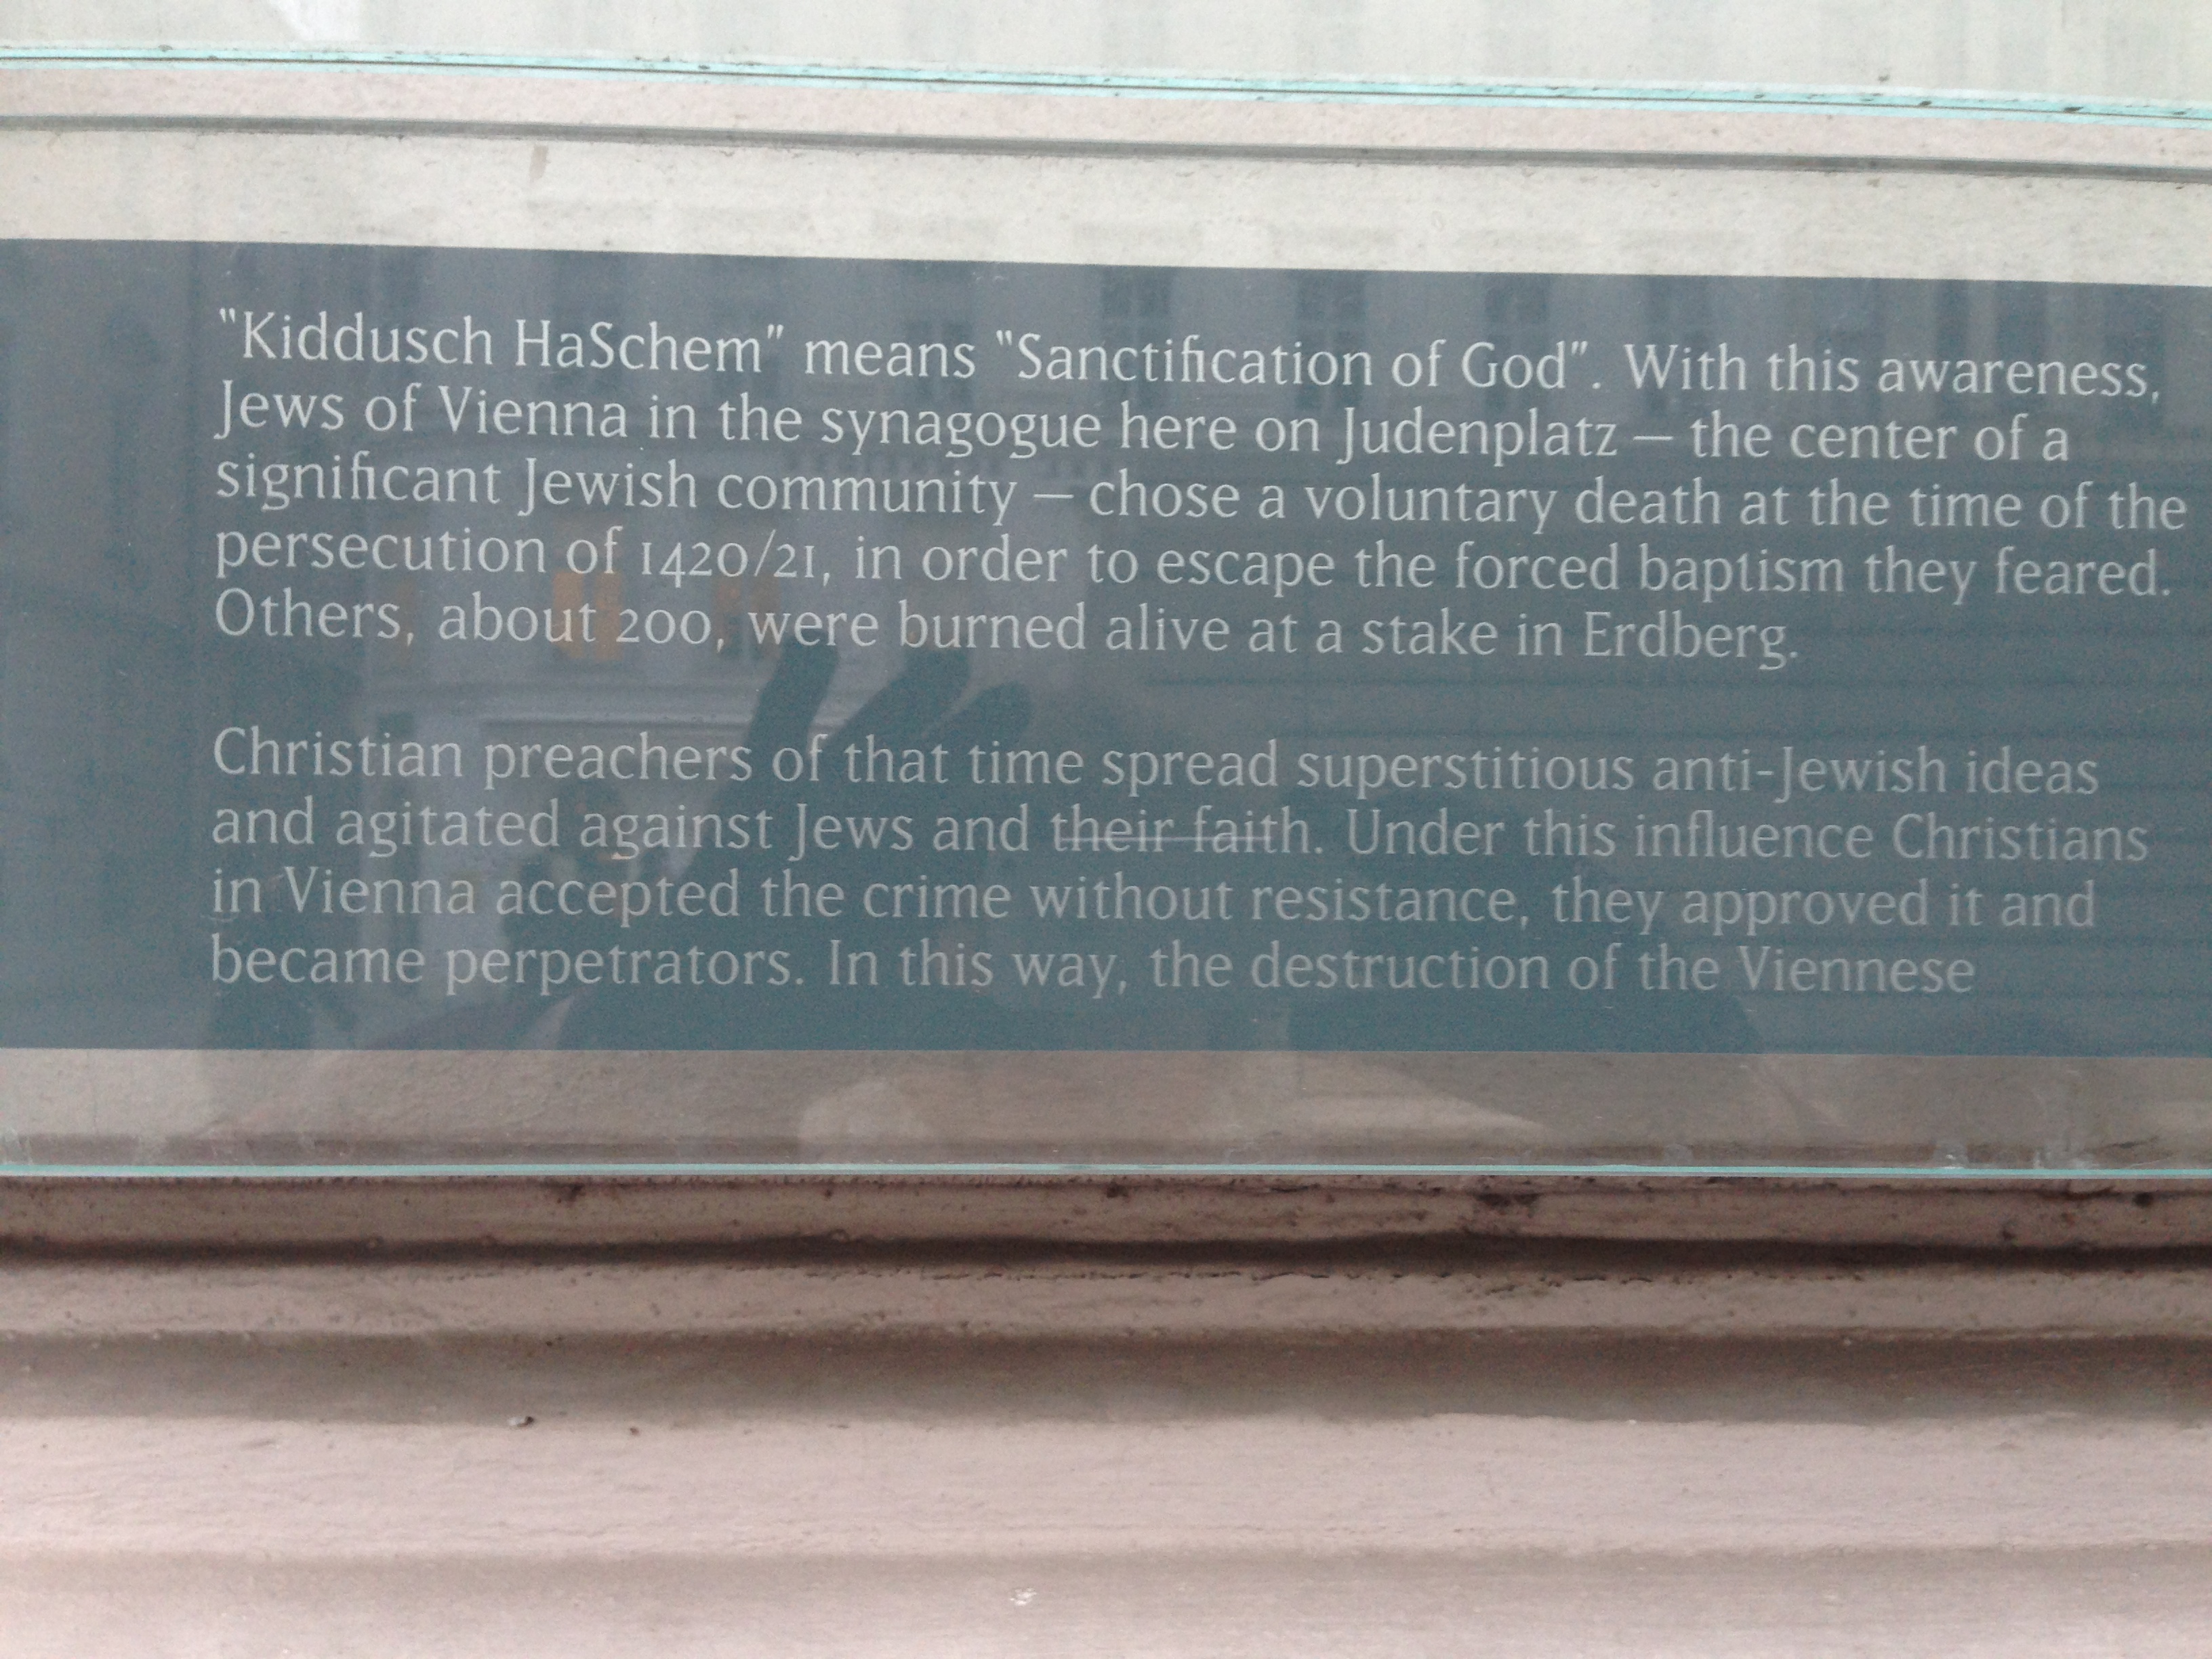 "Kiddusch HaSchem" means "Sanctification of God". With this awareness,
Jews of Vienna in the synagogue here on Judenplatz – the center of a
significant Jewish community – chose a voluntary death at the time of the
persecution of 1420/21, in order to escape the forced baptism they feared.
Others, about 200, were burned alive at a stake in Erdberg.
Christian preachers of that time spread superstitious anti-Jewish ideas
and agitated against Jews and their faith. Under this influence Christians
in Vienna accepted the crime without resistance, they approved it and
became perpetrators. In this way, the destruction of the Viennese